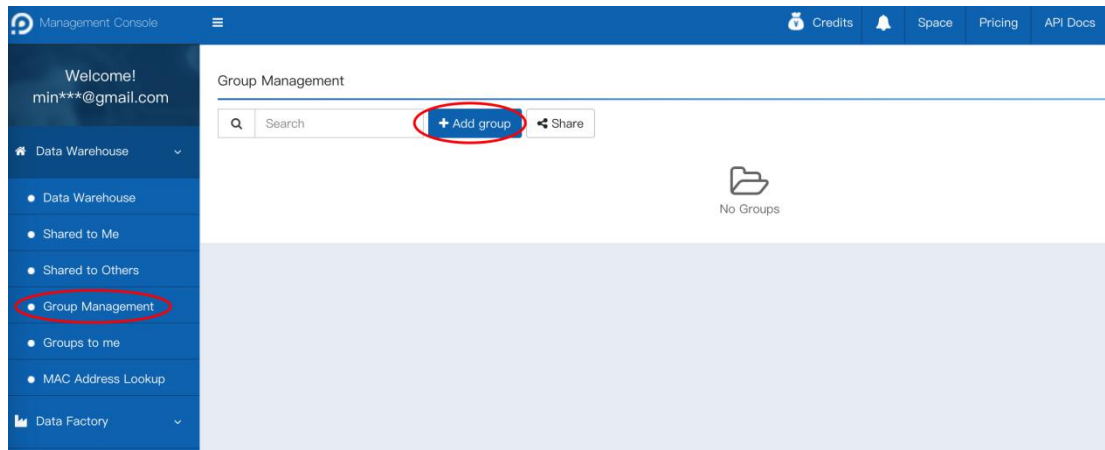 Management Console
Credits
Space
Pricing
API Docs
Welcome!
min***@gmail.com
Data Warehouse
Data Warehouse
Shared to Me
Shared to Others
Group Management
Groups to me
MAC Address Lookup
Data Factory
Group Management
Search
+ Add group
Share
No Groups